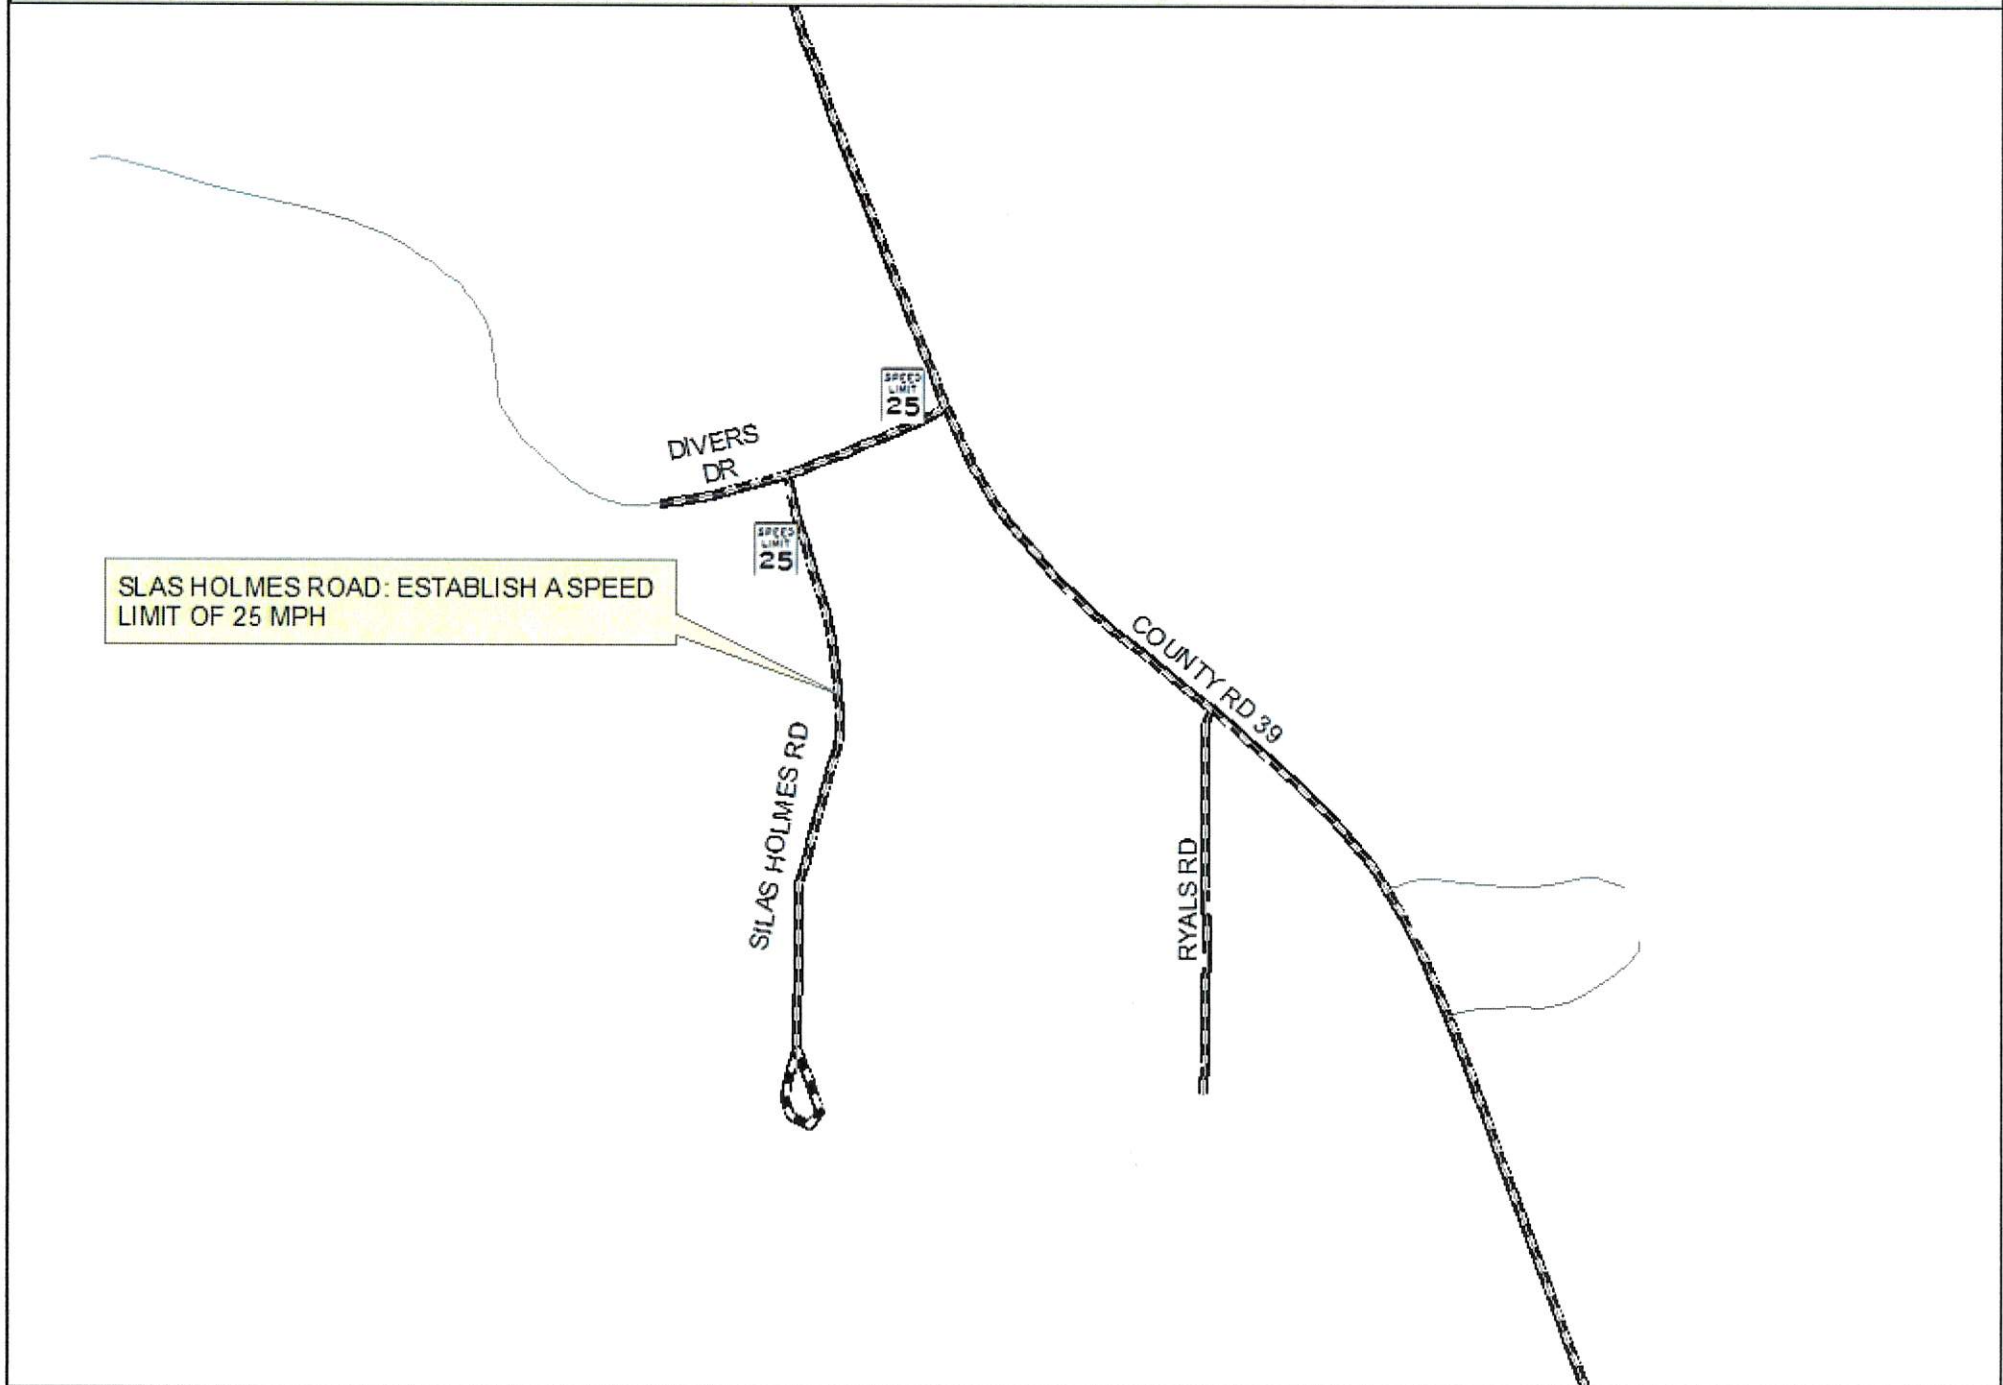 SPEED
LIMIT
25
DIVERS
DR
SPEED
LIMIT
25
SLAS HOLMES ROAD: ESTABLISH A SPEED
LIMIT OF 25 MPH
COUNTY RD 39
SILAS HOLMES RD
RYALS RD